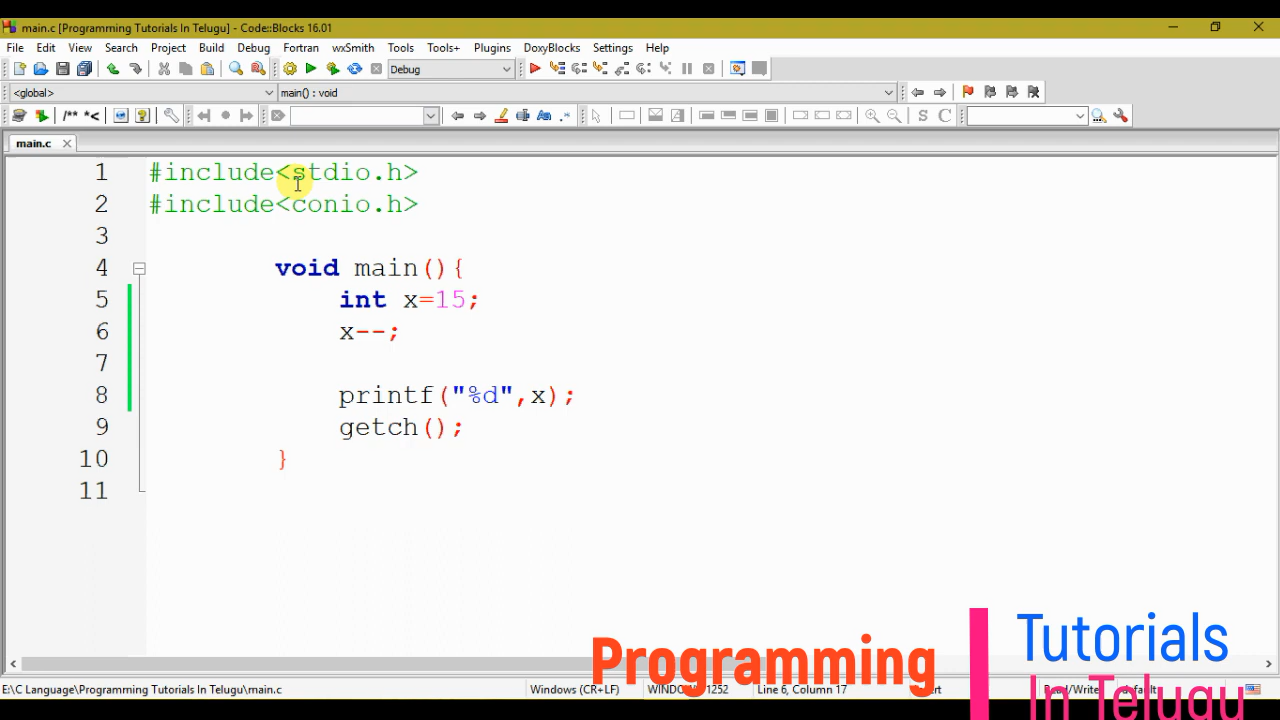 main.c [Programming Tutorials In Telugu] - Code::Blocks 16.01
File Edit View Search Project Build Debug Fortran wxSmith Tools Tools+ Plugins DoxyBlocks Settings Help
Debug
<global> main() : void
/** *<
S C
main.c
1 #include<stdio.h>
2 #include<conio.h>
3
4 void main(){
5 int x=15;
6 x--;
7
8 printf("%d",x);
9 getch();
10 }
11
Programming
Tutorials
In Telugu
E:\C Language\Programming Tutorials In Telugu\main.c Windows (CR+LF) Line 6, Column 17 Read/Write default